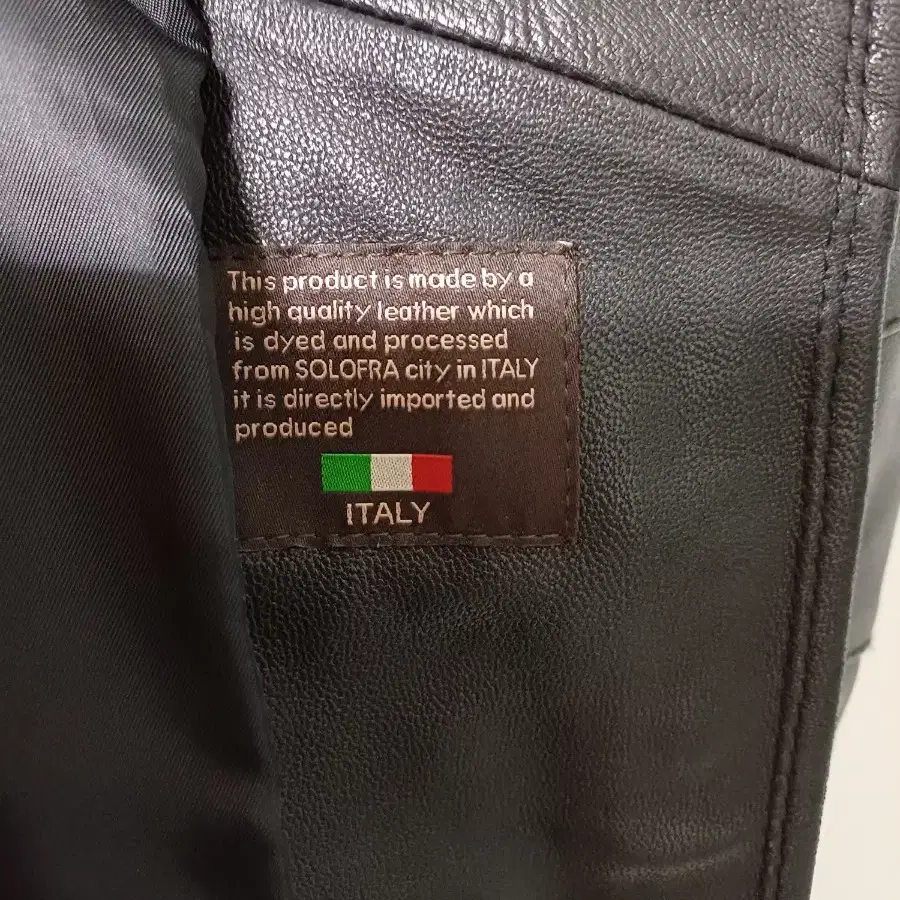 This product is made by a
high quality leather which
is dyed and processed
from SOLOFRA city in ITALY
it is directly imported and
produced
ITALY